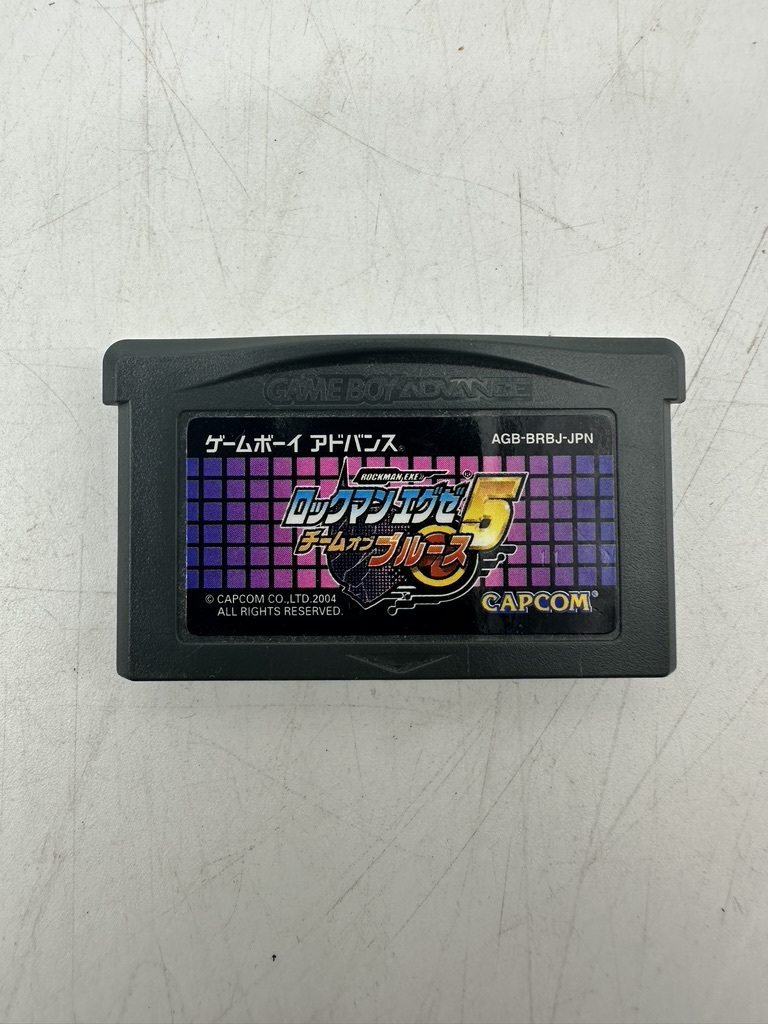 GAME BOY ADVANCE
ゲームボーイ アドバンス
AGB-BRBJ-JPN
ROCKMAN EXE
ロックマン エグゼ 5
チーム オブ ブルース
© CAPCOM CO.,LTD.2004
ALL RIGHTS RESERVED.
CAPCOM